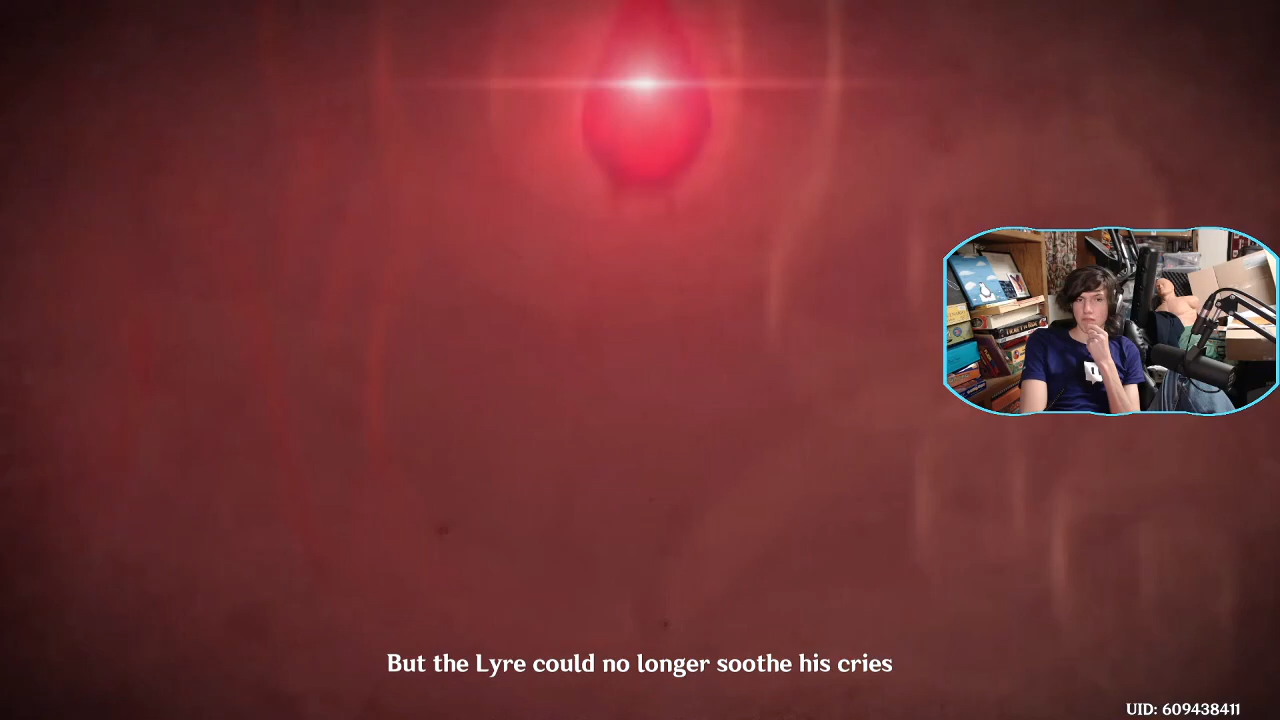 But the Lyre could no longer soothe his cries
UID: 609438411